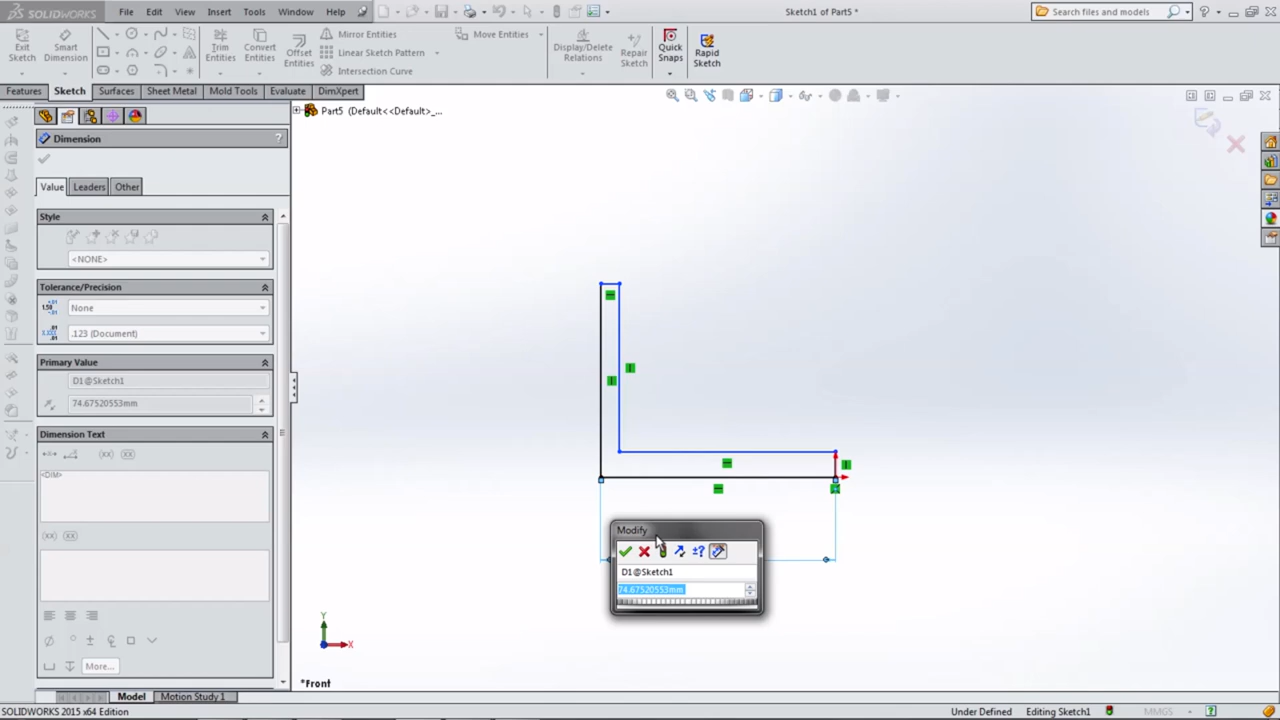 SOLIDWORKS
File Edit View Insert Tools Window Help
Sketch1 of Part5 *
Search files and models
Exit Sketch
Smart Dimension
Trim Entities
Convert Entities
Offset Entities
Mirror Entities
Linear Sketch Pattern
Intersection Curve
Move Entities
Display/Delete Relations
Repair Sketch
Quick Snaps
Rapid Sketch
Features Sketch Surfaces Sheet Metal Mold Tools Evaluate DimXpert
Part5 (Default<<Default>_...
Dimension ?
Value Leaders Other
Style
<NONE>
Tolerance/Precision
None
.123 (Document)
Primary Value
D1@Sketch1
74.67520553mm
Dimension Text
<DIM>
More...
Modify
D1@Sketch1
74.67520553mm
Y
X
*Front
Model Motion Study 1
SOLIDWORKS 2015 x64 Edition
Under Defined Editing Sketch1 MMGS